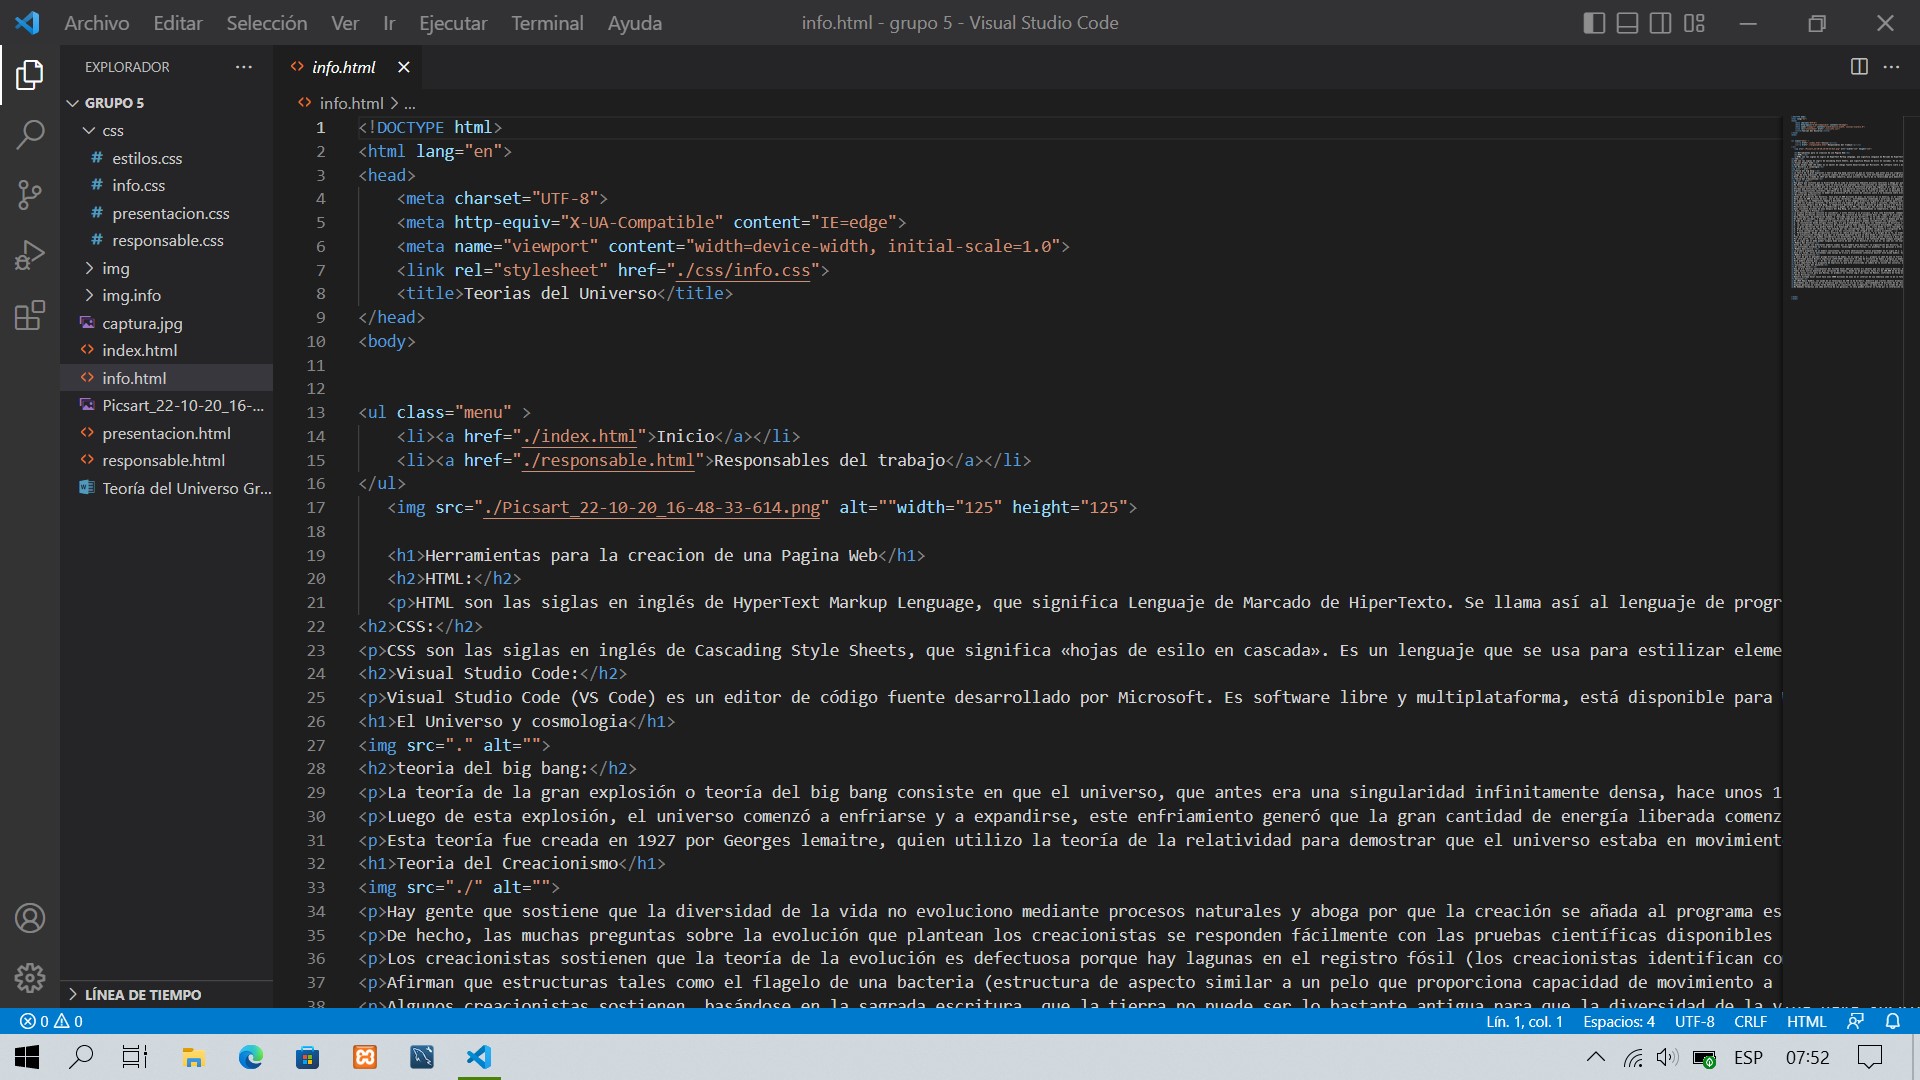 Archivo Editar Selección Ver Ir Ejecutar Terminal Ayuda info.html - grupo 5 - Visual Studio Code
EXPLORADOR
GRUPO 5
css
estilos.css
info.css
presentacion.css
responsable.css
img
img.info
captura.jpg
index.html
info.html
Picsart_22-10-20_16-...
presentacion.html
responsable.html
Teoría del Universo Gr...
LÍNEA DE TIEMPO
info.html
info.html > ...
1 <!DOCTYPE html>
2 <html lang="en">
3 <head>
4 <meta charset="UTF-8">
5 <meta http-equiv="X-UA-Compatible" content="IE=edge">
6 <meta name="viewport" content="width=device-width, initial-scale=1.0">
7 <link rel="stylesheet" href="./css/info.css">
8 <title>Teorias del Universo</title>
9 </head>
10 <body>
11
12
13 <ul class="menu" >
14 <li><a href="./index.html">Inicio</a></li>
15 <li><a href="./responsable.html">Responsables del trabajo</a></li>
16 </ul>
17 <img src="./Picsart_22-10-20_16-48-33-614.png" alt=""width="125" height="125">
18
19 <h1>Herramientas para la creacion de una Pagina Web</h1>
20 <h2>HTML:</h2>
21 <p>HTML son las siglas en inglés de HyperText Markup Lenguage, que significa Lenguaje de Marcado de HiperTexto. Se llama así al lenguaje de progr
22 <h2>CSS:</h2>
23 <p>CSS son las siglas en inglés de Cascading Style Sheets, que significa «hojas de esilo en cascada». Es un lenguaje que se usa para estilizar eleme
24 <h2>Visual Studio Code:</h2>
25 <p>Visual Studio Code (VS Code) es un editor de código fuente desarrollado por Microsoft. Es software libre y multiplataforma, está disponible para
26 <h1>El Universo y cosmologia</h1>
27 <img src="." alt="">
28 <h2>teoria del big bang:</h2>
29 <p>La teoría de la gran explosión o teoría del big bang consiste en que el universo, que antes era una singularidad infinitamente densa, hace unos 1
30 <p>Luego de esta explosión, el universo comenzó a enfriarse y a expandirse, este enfriamiento generó que la gran cantidad de energía liberada comenz
31 <p>Esta teoría fue creada en 1927 por Georges lemaitre, quien utilizo la teoría de la relatividad para demostrar que el universo estaba en movimient
32 <h1>Teoria del Creacionismo</h1>
33 <img src="./" alt="">
34 <p>Hay gente que sostiene que la diversidad de la vida no evoluciono mediante procesos naturales y aboga por que la creación se añada al programa es
35 <p>De hecho, las muchas preguntas sobre la evolución que plantean los creacionistas se responden fácilmente con las pruebas científicas disponibles
36 <p>Los creacionistas sostienen que la teoría de la evolución es defectuosa porque hay lagunas en el registro fósil (los creacionistas identifican co
37 <p>Afirman que estructuras tales como el flagelo de una bacteria (estructura de aspecto similar a un pelo que proporciona capacidad de movimiento a
38 <p>Algunos creacionistas sostienen, basándose en la sagrada escritura, que la tierra no puede ser lo bastante antigua para que la diversidad de la v
0 0 Lín. 1, col. 1 Espacios: 4 UTF-8 CRLF HTML
ESP 07:52